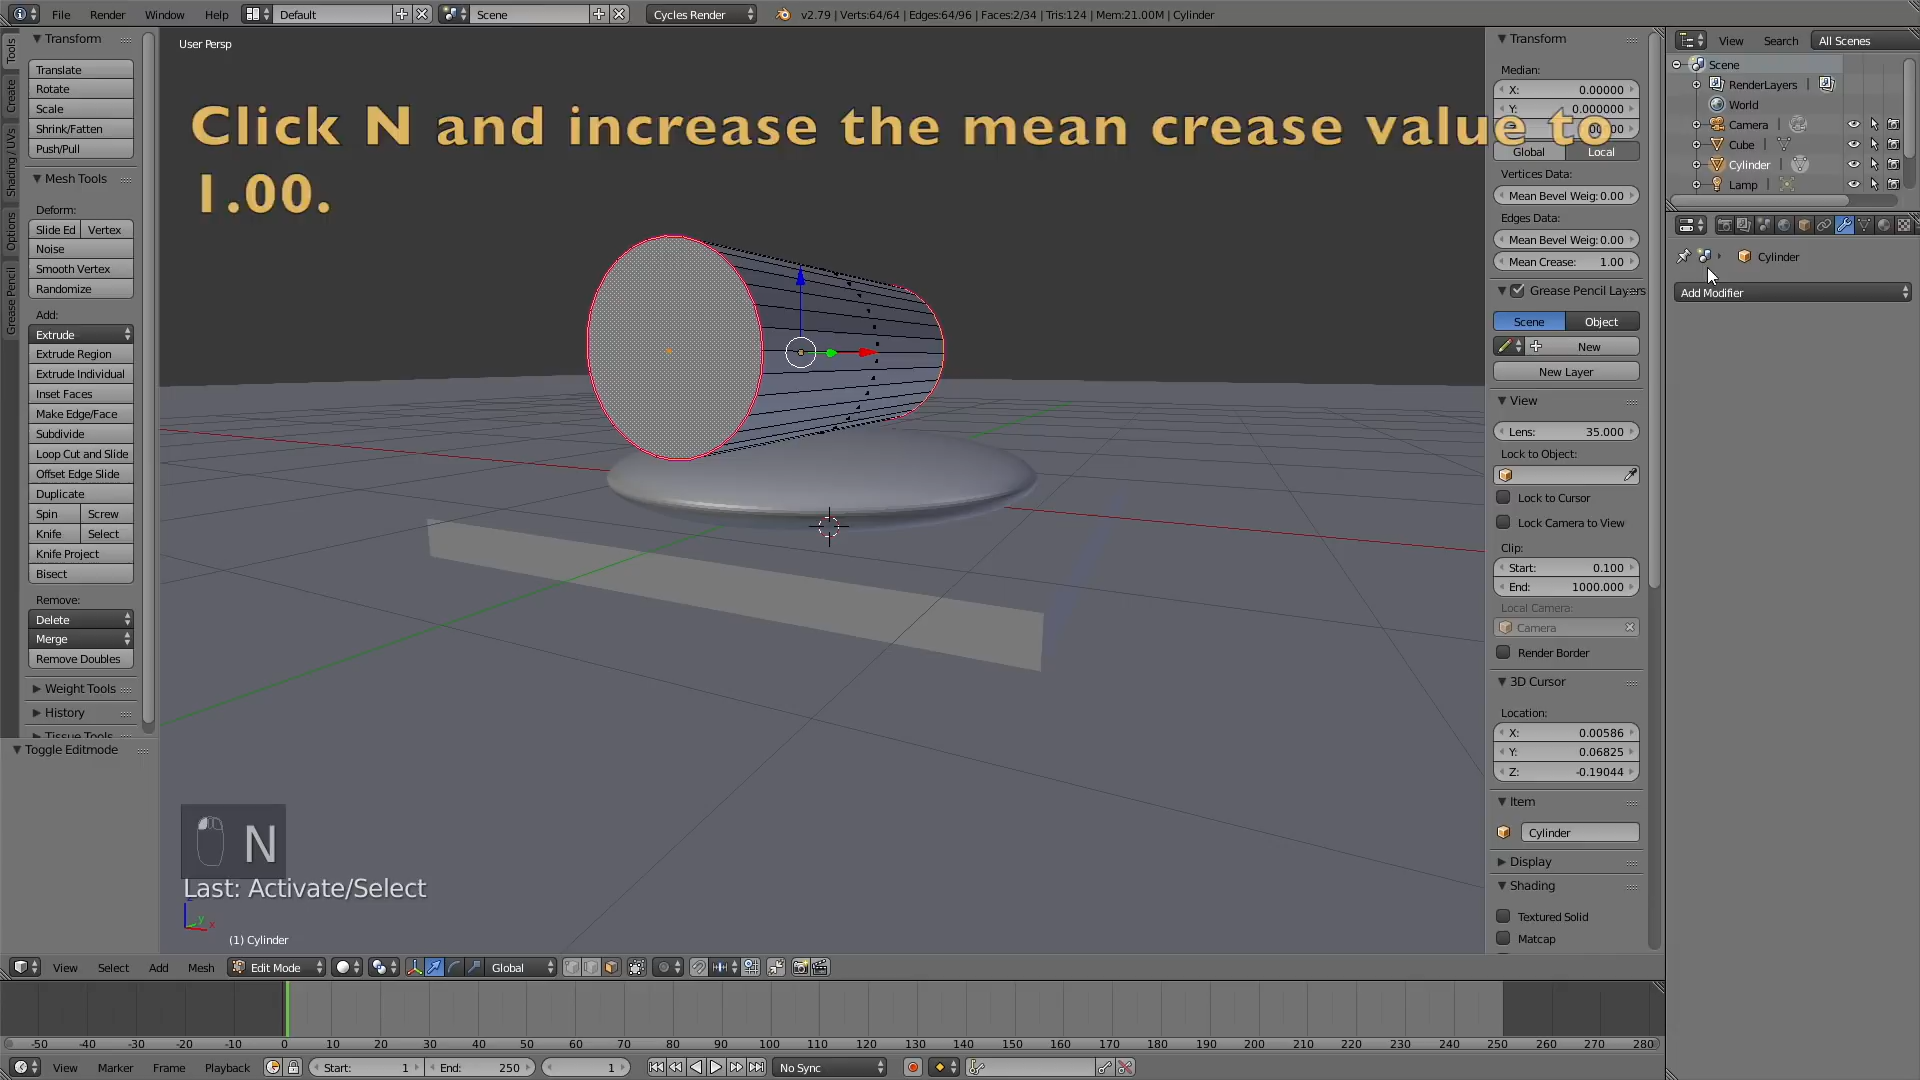 File Render Window Help Default Scene Cycles Render v2.79 | Verts:64/64 | Edges:64/96 | Faces:2/34 | Tris:124 | Mem:21.00M | Cylinder
Transform
Translate
Rotate
Scale
Shrink/Fatten
Push/Pull
Mesh Tools
Deform:
Slide Ed Vertex
Noise
Smooth Vertex
Randomize
Add:
Extrude
Extrude Region
Extrude Individual
Inset Faces
Make Edge/Face
Subdivide
Loop Cut and Slide
Offset Edge Slide
Duplicate
Spin Screw
Knife Select
Knife Project
Bisect
Remove:
Delete
Merge
Remove Doubles
Weight Tools
History
Toggle Editmode
Tools
Create
Shading / UVs
Options
Grease Pencil
User Persp
Click N and increase the mean crease value to
1.00.
N
Last: Activate/Select
y x
(1) Cylinder
Transform
Median:
X: 0.00000
Y: 0.000000
Global Local
Vertices Data:
Mean Bevel Weig: 0.00
Edges Data:
Mean Bevel Weig: 0.00
Mean Crease: 1.00
Grease Pencil Layers
Scene Object
New
New Layer
View
Lens: 35.000
Lock to Object:
Lock to Cursor
Lock Camera to View
Clip:
Start: 0.100
End: 1000.000
Local Camera:
Camera
Render Border
3D Cursor
Location:
X: 0.00586
Y: 0.06825
Z: -0.19044
Item
Cylinder
Display
Shading
Textured Solid
Matcap
View Search All Scenes
Scene
RenderLayers
World
Camera
Cube
Cylinder
Lamp
Cylinder
Add Modifier
View Select Add Mesh Edit Mode Global
-50 -40 -30 -20 -10 0 10 20 30 40 50 60 70 80 90 100 110 120 130 140 150 160 170 180 190 200 210 220 230 240 250 260 270 280
View Marker Frame Playback Start: 1 End: 250 1 No Sync